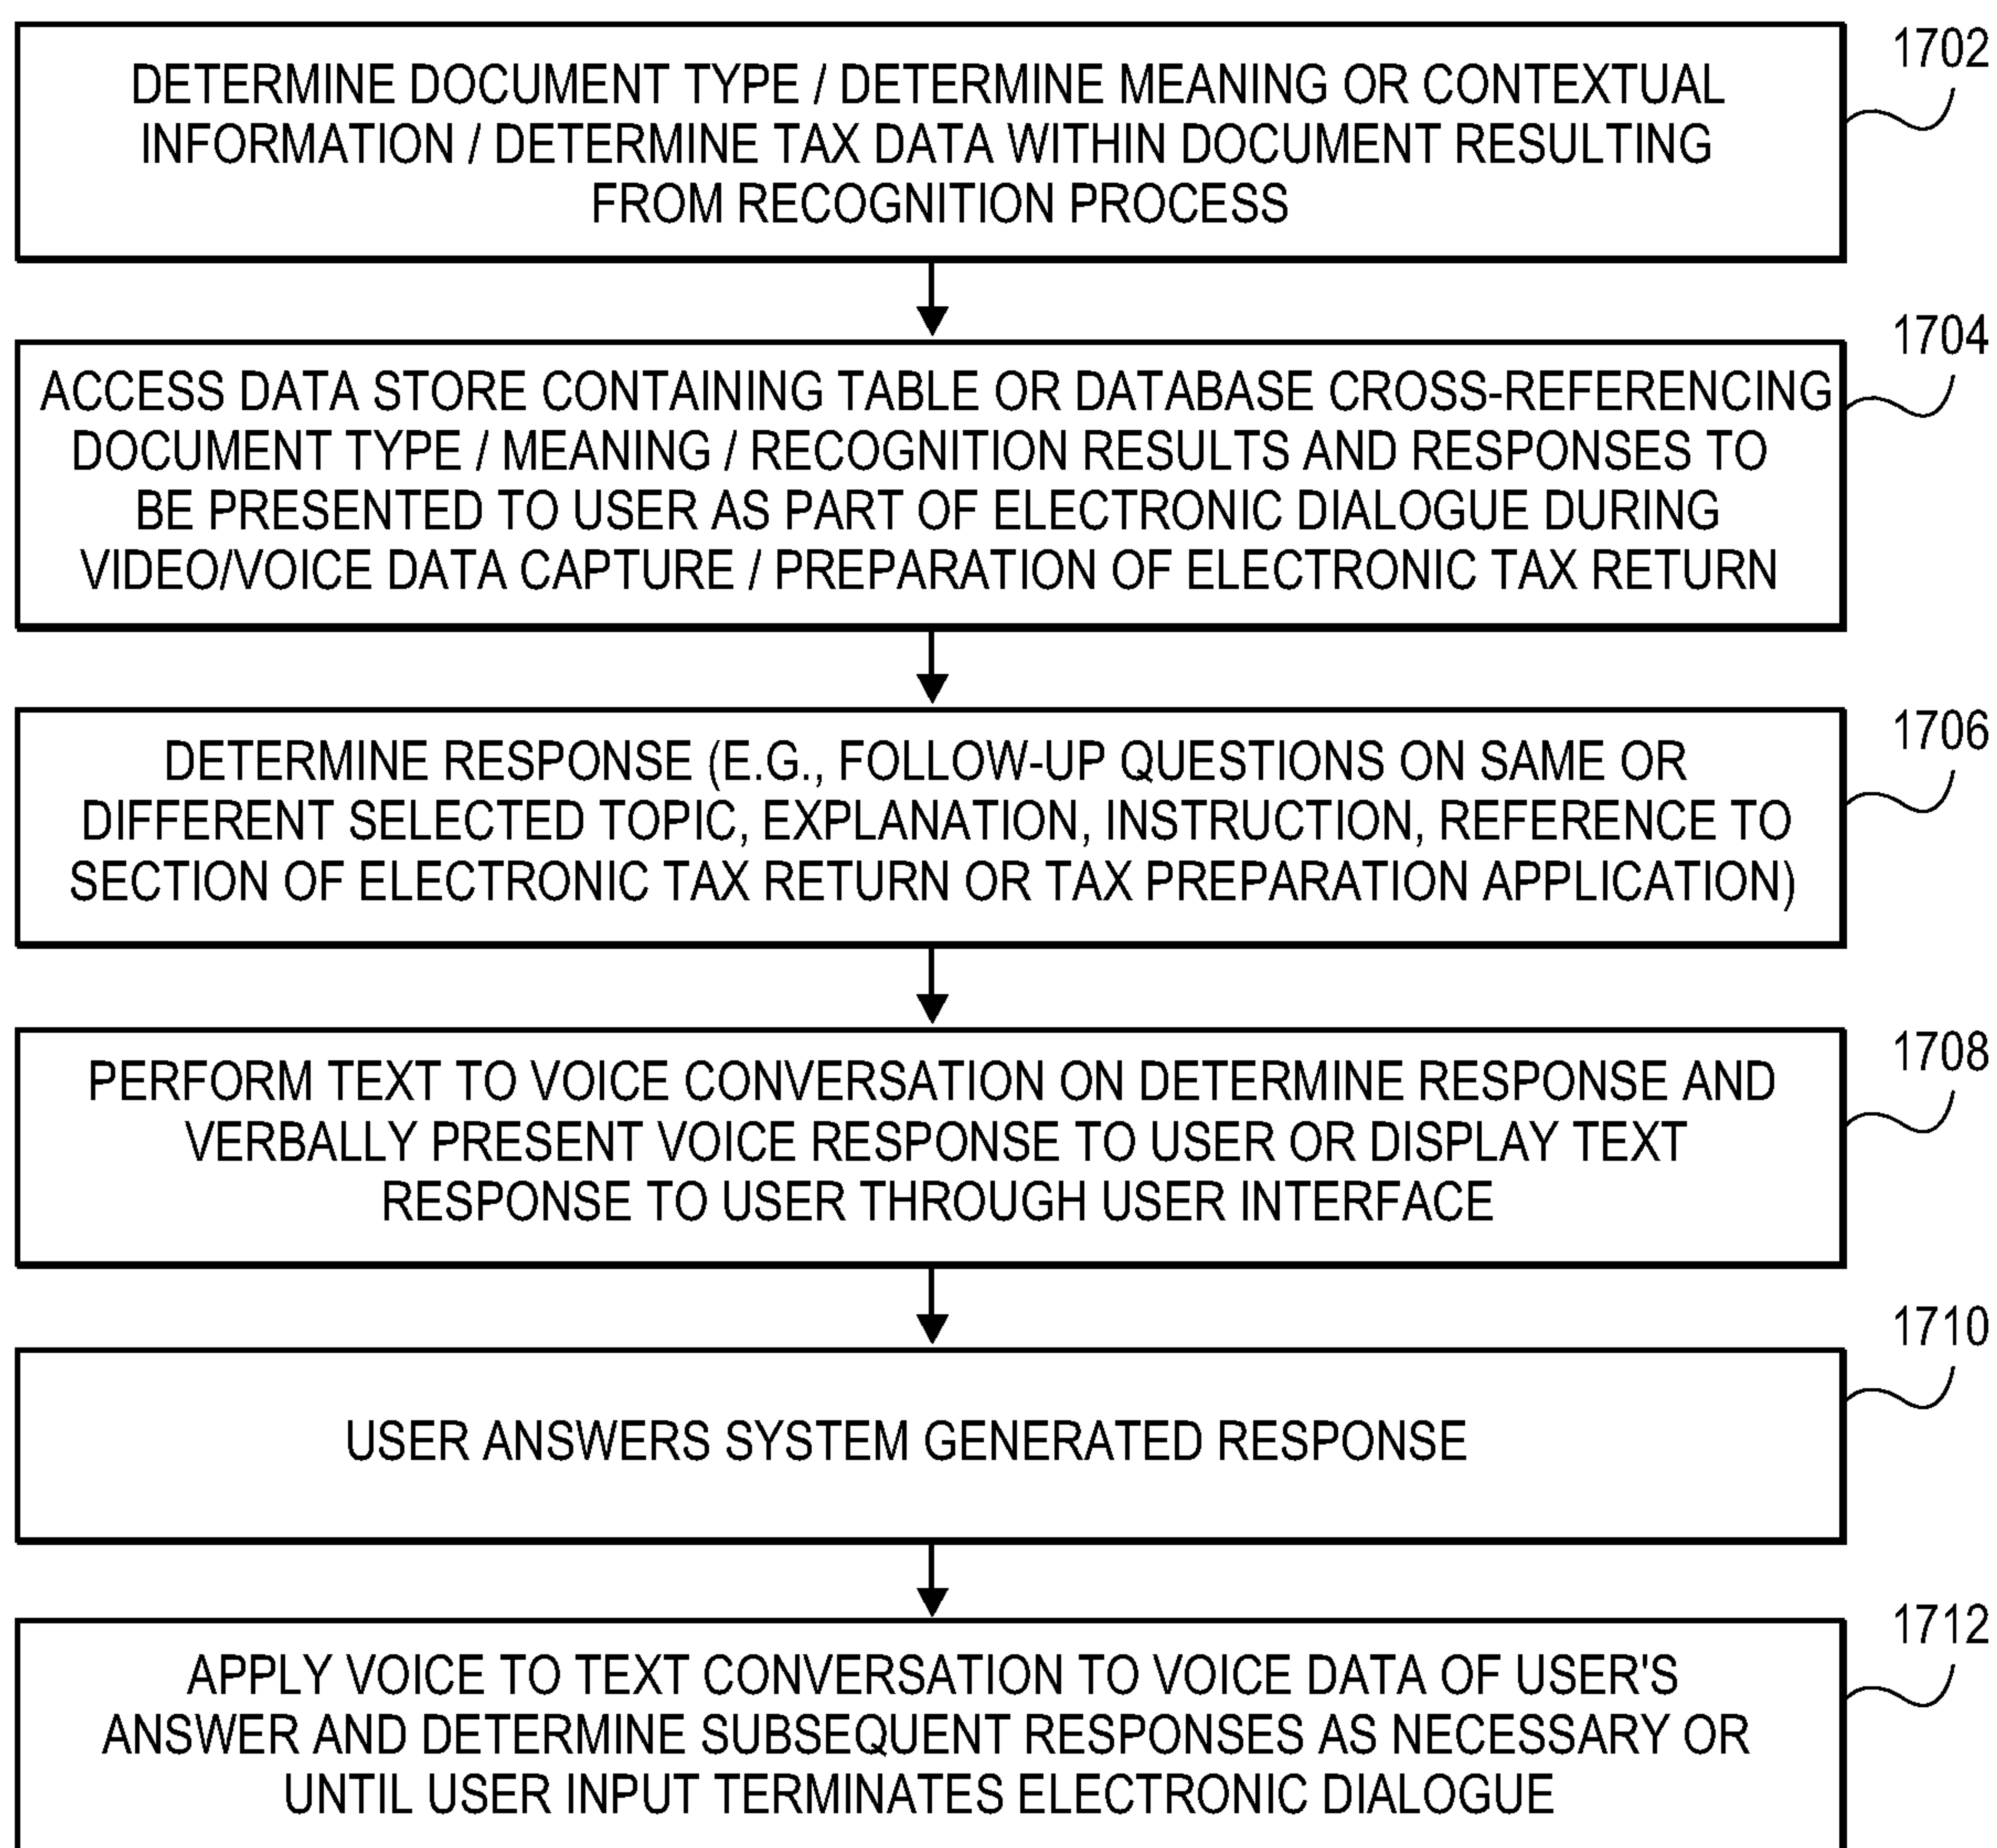 1702
DETERMINE DOCUMENT TYPE / DETERMINE MEANING OR CONTEXTUAL
INFORMATION / DETERMINE TAX DATA WITHIN DOCUMENT RESULTING
FROM RECOGNITION PROCESS
1704
ACCESS DATA STORE CONTAINING TABLE OR DATABASE CROSS-REFERENCING
DOCUMENT TYPE / MEANING / RECOGNITION RESULTS AND RESPONSES TO
BE PRESENTED TO USER AS PART OF ELECTRONIC DIALOGUE DURING
VIDEO/VOICE DATA CAPTURE / PREPARATION OF ELECTRONIC TAX RETURN
1706
DETERMINE RESPONSE (E.G., FOLLOW-UP QUESTIONS ON SAME OR
DIFFERENT SELECTED TOPIC, EXPLANATION, INSTRUCTION, REFERENCE TO
SECTION OF ELECTRONIC TAX RETURN OR TAX PREPARATION APPLICATION)
1708
PERFORM TEXT TO VOICE CONVERSATION ON DETERMINE RESPONSE AND
VERBALLY PRESENT VOICE RESPONSE TO USER OR DISPLAY TEXT
RESPONSE TO USER THROUGH USER INTERFACE
1710
USER ANSWERS SYSTEM GENERATED RESPONSE
1712
APPLY VOICE TO TEXT CONVERSATION TO VOICE DATA OF USER'S
ANSWER AND DETERMINE SUBSEQUENT RESPONSES AS NECESSARY OR
UNTIL USER INPUT TERMINATES ELECTRONIC DIALOGUE